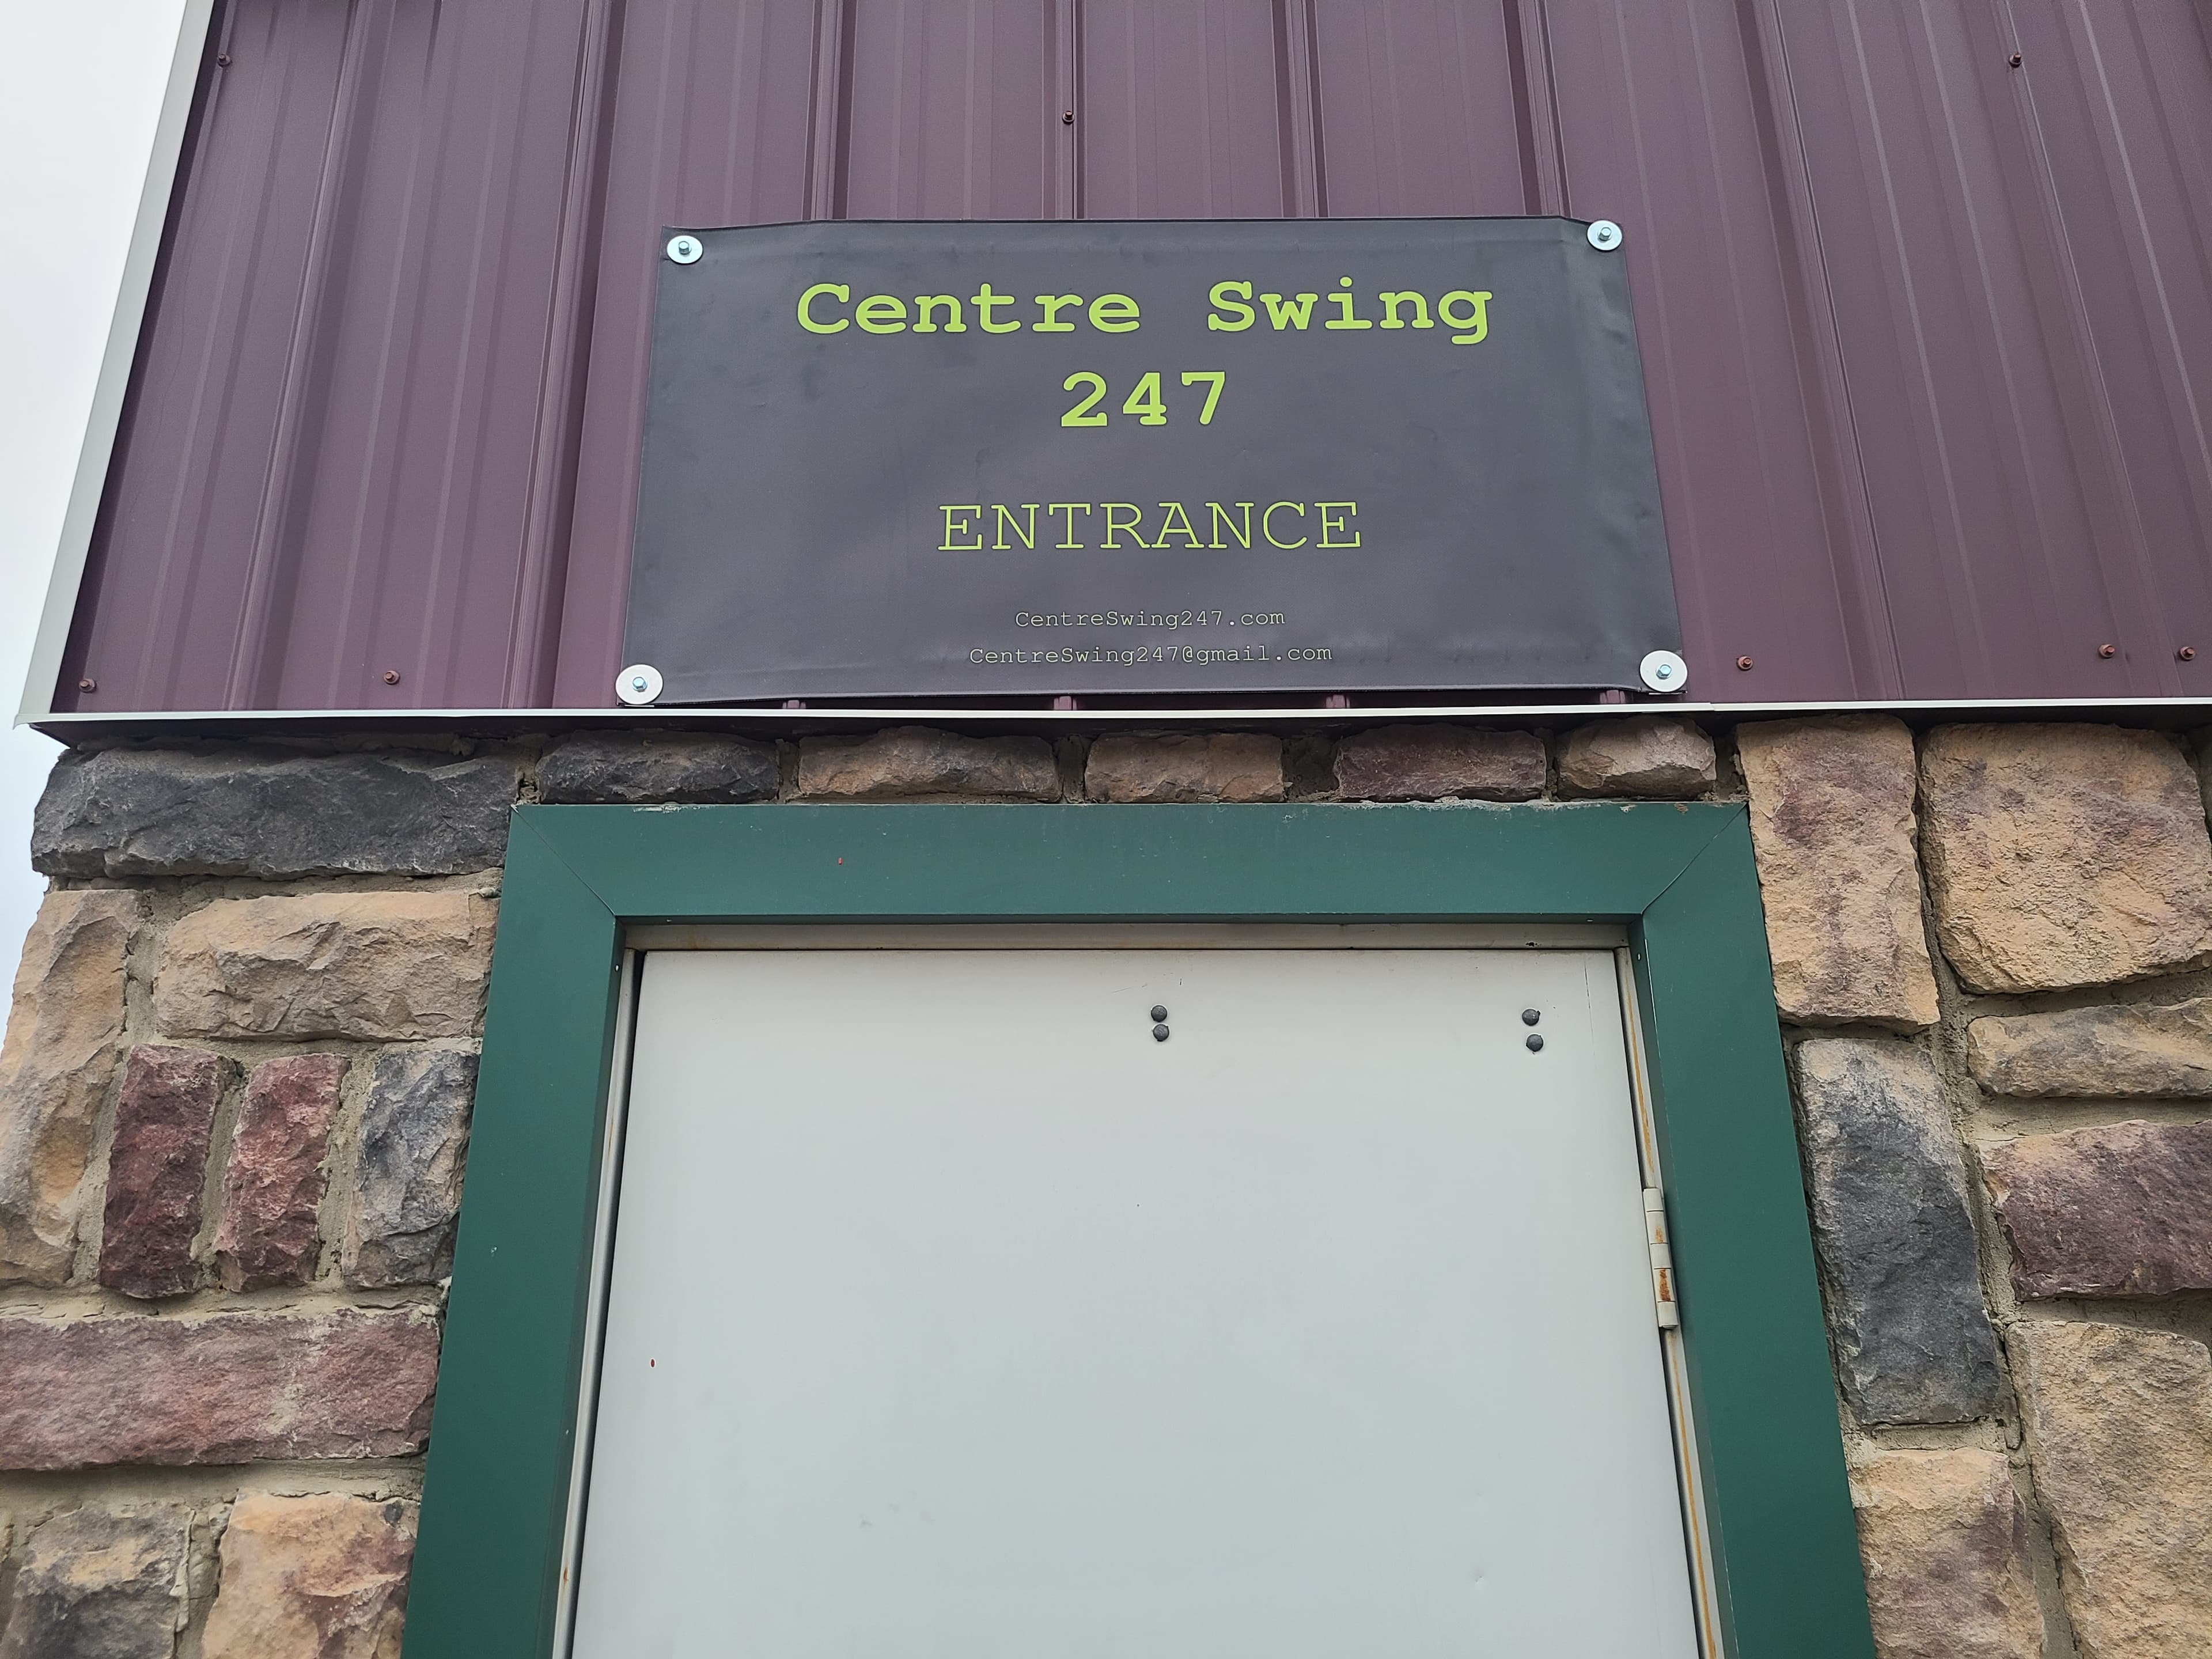 Centre Swing
247
ENTRANCE
CentreSwing247.com
CentreSwing247@gmail.com